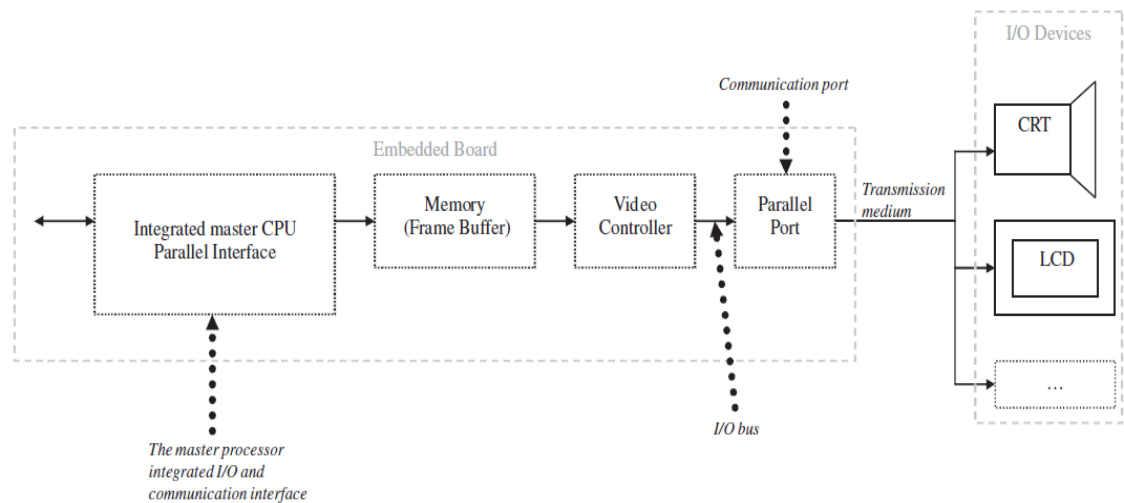 I/O Devices
Communication port
CRT
Embedded Board
Integrated master CPU
Parallel Interface
Memory
(Frame Buffer)
Video
Controller
Parallel
Port
Transmission
medium
LCD
...
I/O bus
The master processor
integrated I/O and
communication interface